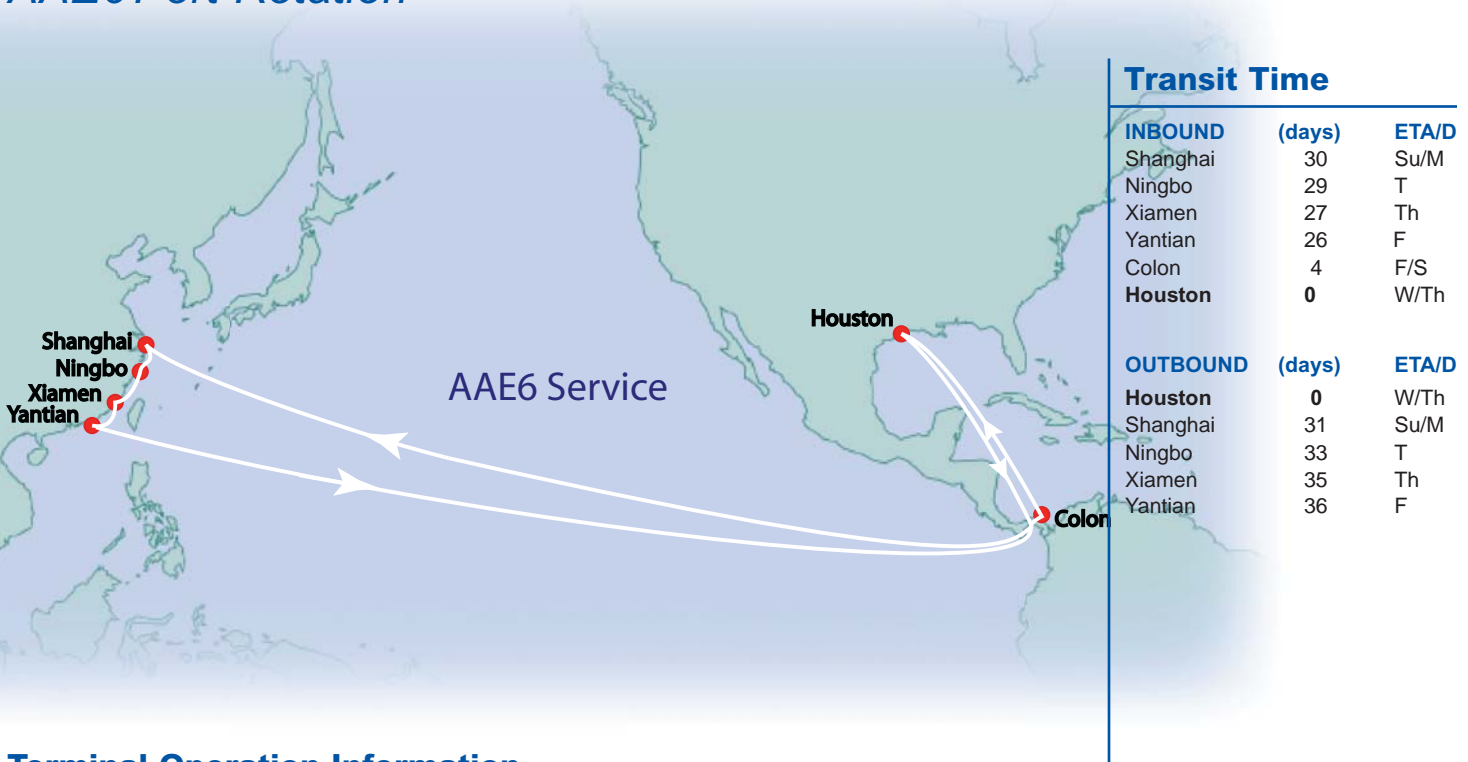 Transit Time
INBOUND (days) ETA/D
Shanghai 30 Su/M
Ningbo 29 T
Xiamen 27 Th
Yantian 26 F
Colon 4 F/S
Houston 0 W/Th
OUTBOUND (days) ETA/D
Houston 0 W/Th
Shanghai 31 Su/M
Ningbo 33 T
Xiamen 35 Th
Yantian 36 F
Houston
Shanghai
Ningbo
Xiamen
Yantian
AAE6 Service
Colon
Terminal Operation Information